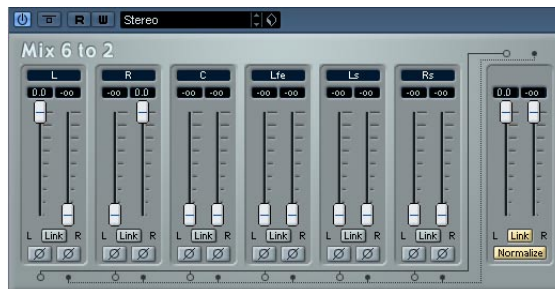 R W Stereo
Mix 6 to 2
L R C Lfe Ls Rs
0.0 -oo -oo 0.0 -oo -oo -oo -oo -oo -oo -oo -oo 0.0 -oo
L Link R L Link R L Link R L Link R L Link R L Link R L Link R
Ø Ø Ø Ø Ø Ø Ø Ø Ø Ø Ø Ø Normalize